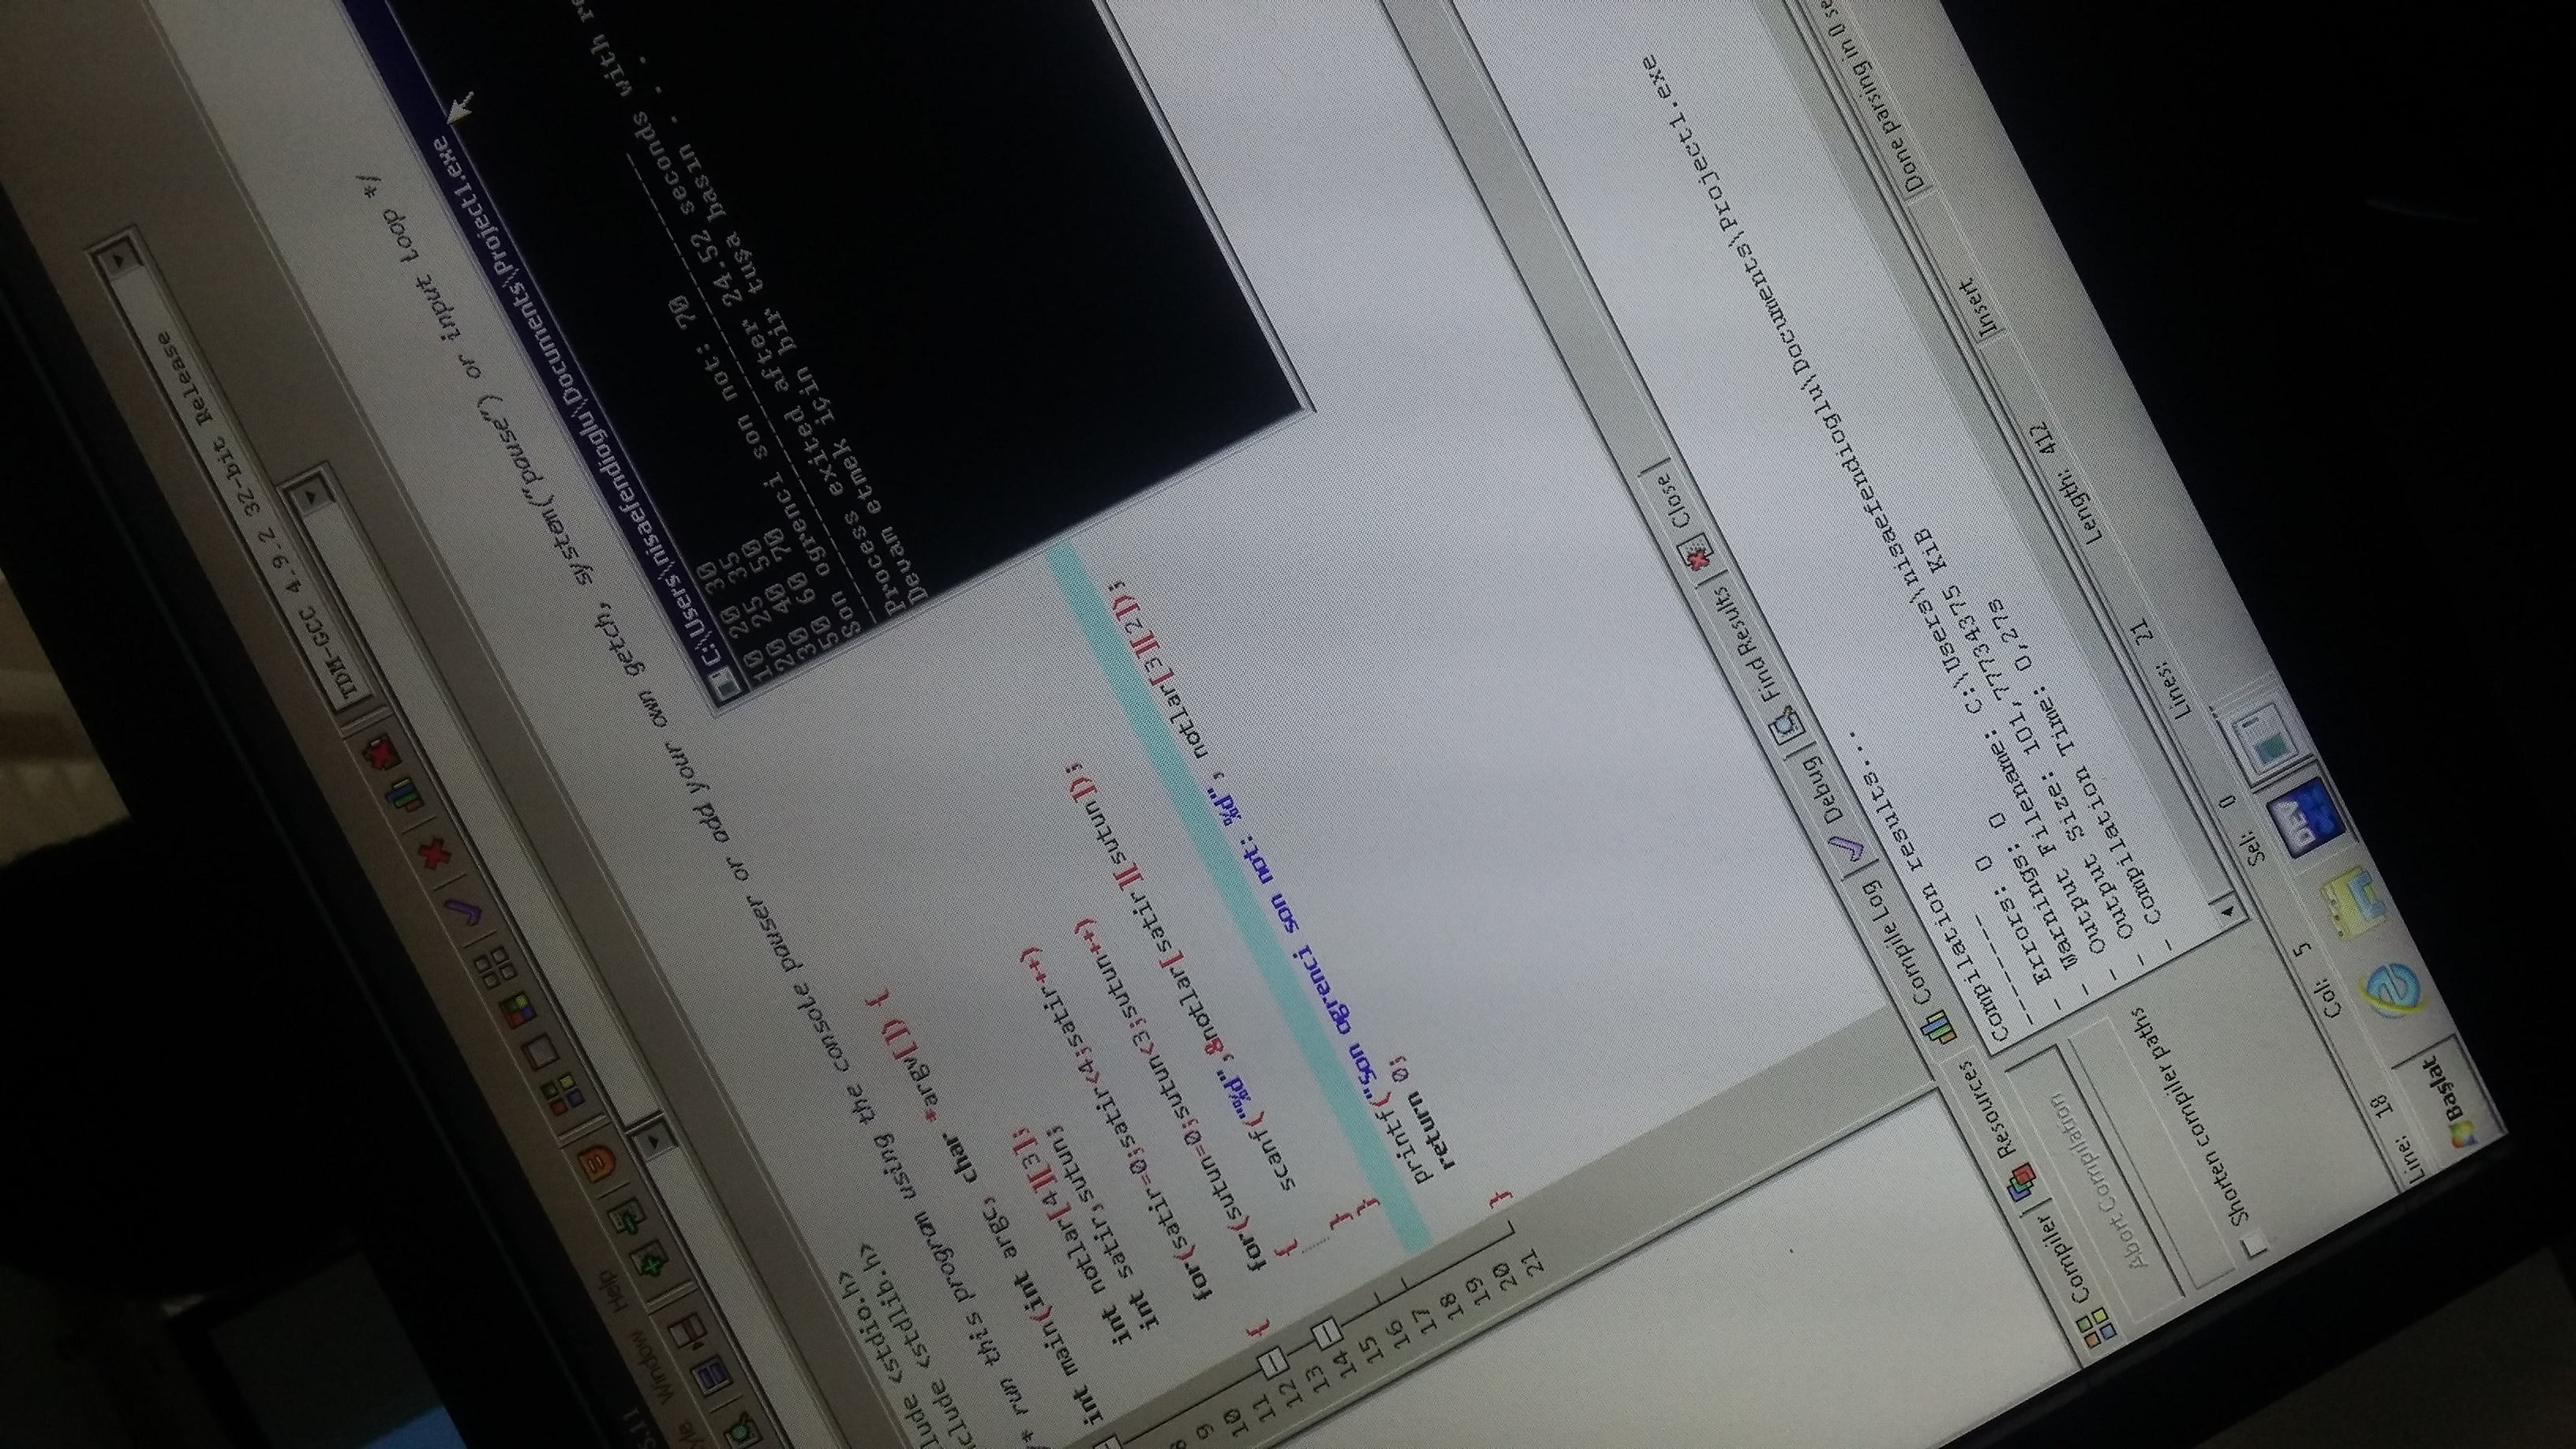 5.11
yle Window Help
TDM-GCC 4.9.2 32-bit Release
lude <stdio.h>
nclude <stdlib.h>
/* run this program using the console pauser or add your own getch, system("pause") or input loop */
int main(int argc, char *argv[]) {
int notlar[4][3];
int satir,sutun;
for(satir=0;satir<4;satir++)
{ for(sutun=0;sutun<3;sutun++)
{ scanf("%d",&notlar[satir][sutun]);
}
}
printf("Son ogrenci son not: %d", notlar[3][2]);
return 0;
}
8
9
10
11
12
13
14
15
16
17
18
19
20
21
C:\Users\nisaefendioglu\Documents\Project1.exe
10 20 30
20 25 35
30 40 50
50 60 70
Son ogrenci son not: 70
--------------------------------
Process exited after 24.52 seconds with re
Devam etmek için bir tuşa basın . . .
Compiler
Resources
Compile Log
Debug
Find Results
Close
Abort Compilation
Shorten compiler paths
Compilation results...
--------
- Errors: 0
- Warnings: 0
- Output Filename: C:\Users\nisaefendioglu\Documents\Project1.exe
- Output Size: 101,77734375 KiB
- Compilation Time: 0,27s
Line: 18 Col: 5 Sel: 0 Lines: 21 Length: 412 Insert Done parsing in 0 se
Başlat
DEV